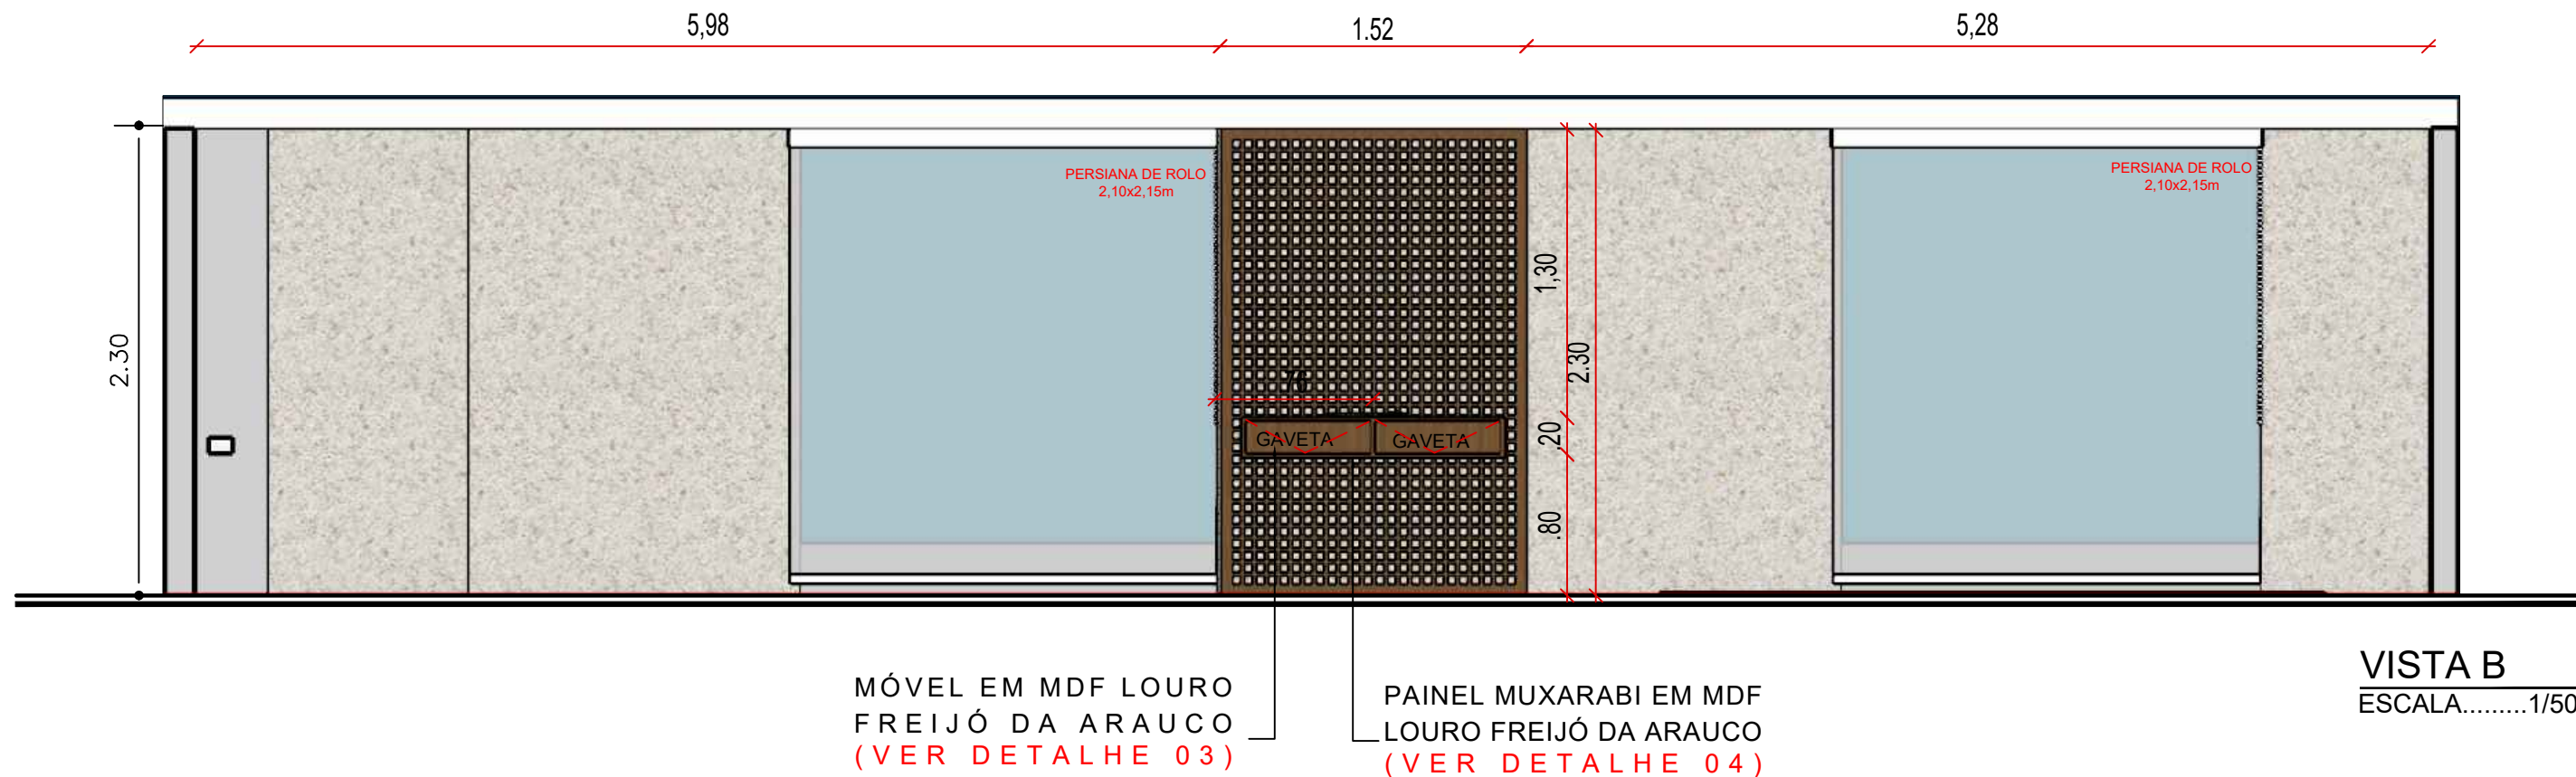 5,98
1.52
5,28
PERSIANA DE ROLO
2,10x2,15m
PERSIANA DE ROLO
2,10x2,15m
1,30
2.30
2.30
76
GAVETA
GAVETA
.20
.80
MÓVEL EM MDF LOURO
FREIJÓ DA ARAUCO
(VER DETALHE 03)
PAINEL MUXARABI EM MDF
LOURO FREIJÓ DA ARAUCO
(VER DETALHE 04)
VISTA B
ESCALA.........1/50